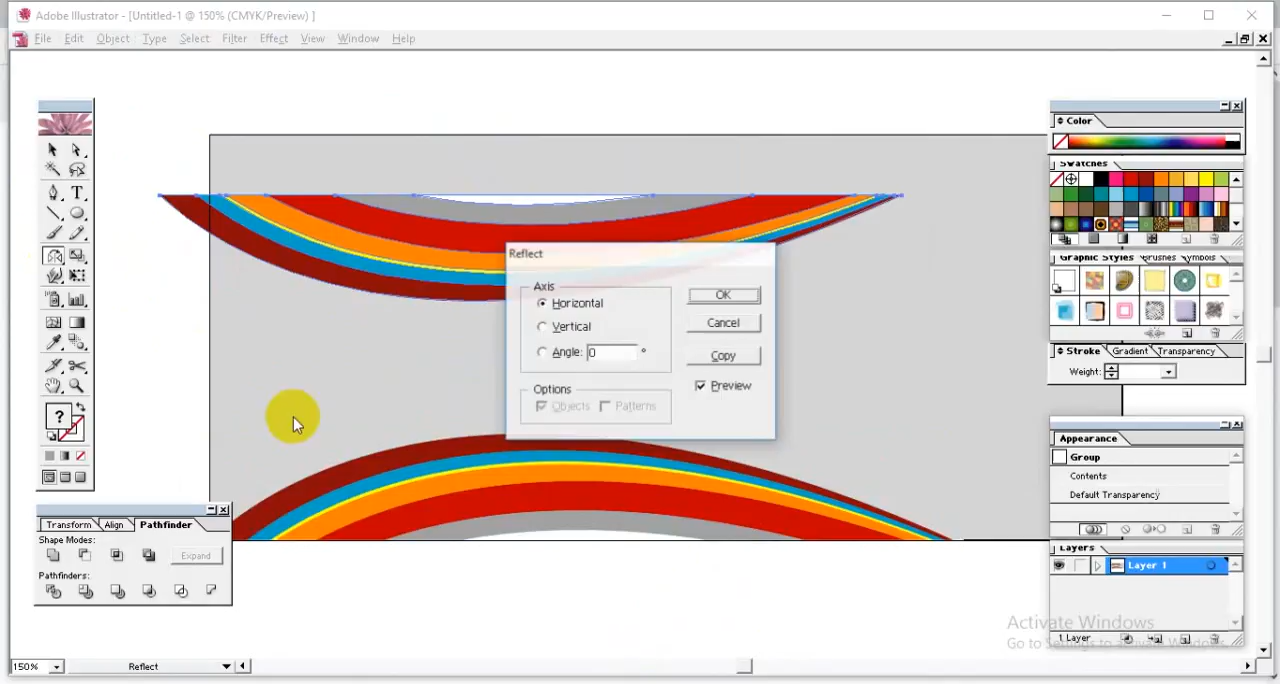 Adobe Illustrator - [Untitled-1 @ 150% (CMYK/Preview) ]
File Edit Object Type Select Filter Effect View Window Help
Color
Swatches
Reflect
Graphic Styles Brushes Symbols
Axis
Horizontal
OK
Vertical
Cancel
Angle: 0 °
Copy
Stroke Gradient Transparency
Weight:
Preview
Options
Objects Patterns
?
Appearance
Group
Contents
Default Transparency
Transform Align Pathfinder
Shape Modes:
Expand
Pathfinders:
Layers
Layer 1
Activate Windows
Go to Settings to activate Windows.
1 Layer
150% Reflect